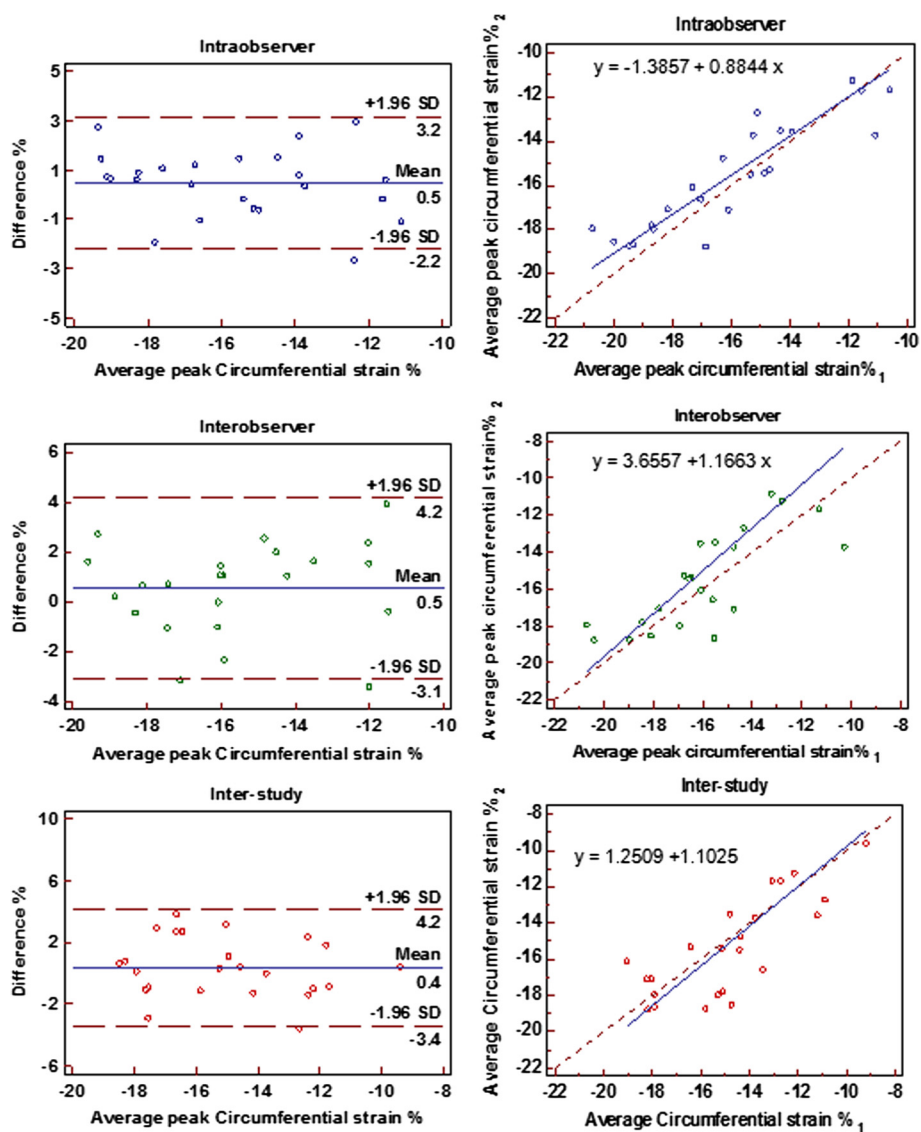 Intraobserver
5
3
1
-1
-3
-5
Difference %
+1.96 SD
3.2
Mean
0.5
-1.96 SD
-2.2
-20 -18 -16 -14 -12 -10
Average peak Circumferential strain %
Intraobserver
-10
-12
-14
-16
-18
-20
-22
Average peak circumferential strain%2
y = -1.3857 + 0.8844 x
-22 -20 -18 -16 -14 -12 -10
Average peak circumferential strain%1
Interobserver
6
4
2
0
-2
-4
Difference %
+1.96 SD
4.2
Mean
0.5
-1.96 SD
-3.1
-20 -18 -16 -14 -12 -10
Average peak Circumferential strain %
Interobserver
-8
-10
-12
-14
-16
-18
-20
-22
Average peak circumferential strain%2
y = 3.6557 +1.1663 x
-22 -20 -18 -16 -14 -12 -10 -8
Average peak circumferential strain%1
Inter-study
10
6
2
-2
-6
Difference %
+1.96 SD
4.2
Mean
0.4
-1.96 SD
-3.4
-20 -18 -16 -14 -12 -10 -8
Average peak Circumferential strain %
Inter-study
-8
-10
-12
-14
-16
-18
-20
-22
Average Circumferential strain %2
y = 1.2509 +1.1025
-22 -20 -18 -16 -14 -12 -10 -8
Average Circumferential strain %1